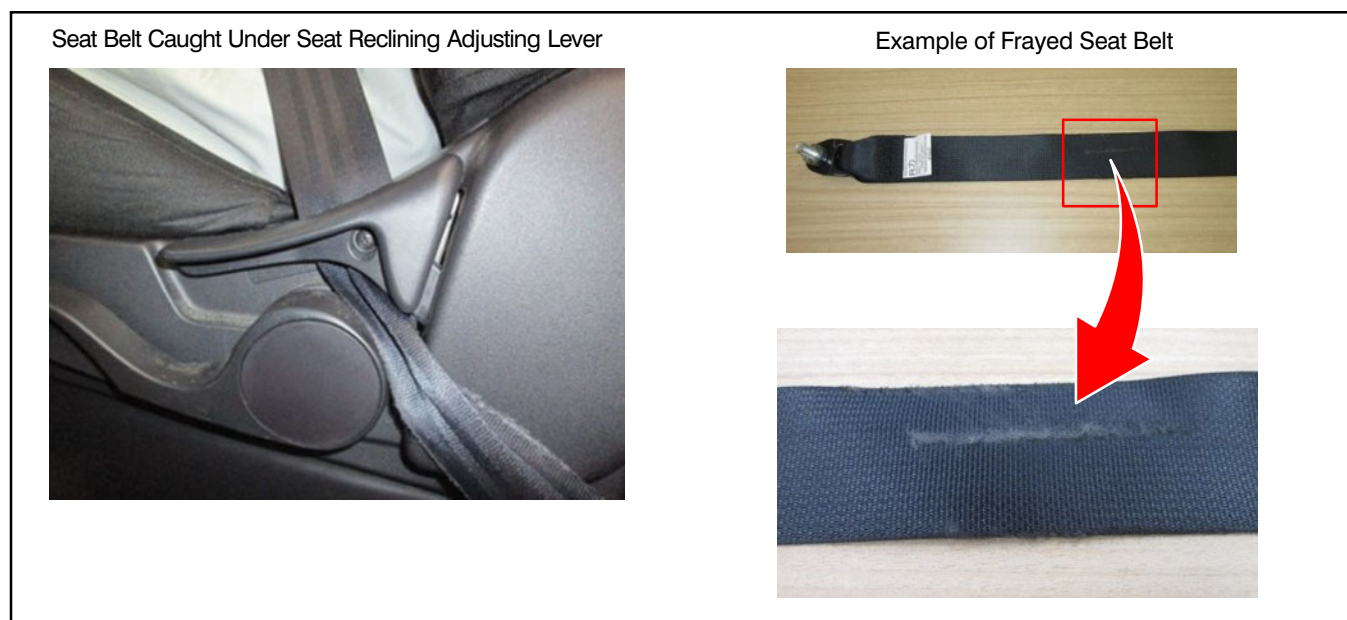 Seat Belt Caught Under Seat Reclining Adjusting Lever
Example of Frayed Seat Belt